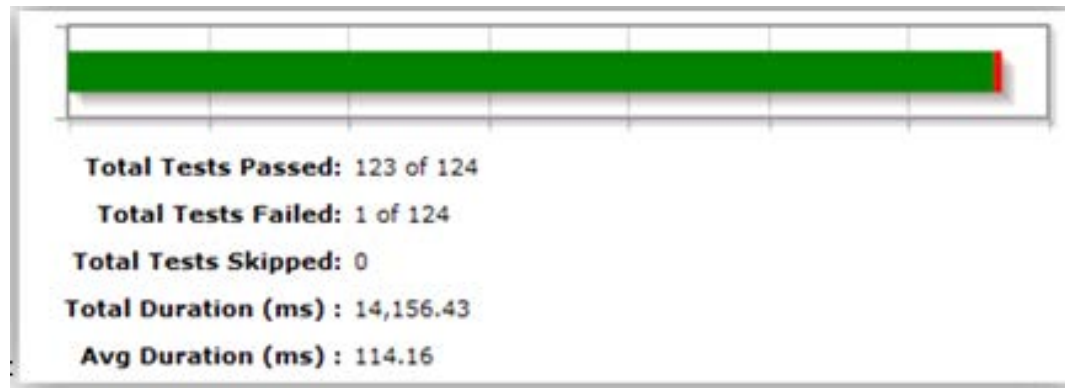 Total Tests Passed: 123 of 124
Total Tests Failed: 1 of 124
Total Tests Skipped: 0
Total Duration (ms) : 14,156.43
Avg Duration (ms) : 114.16